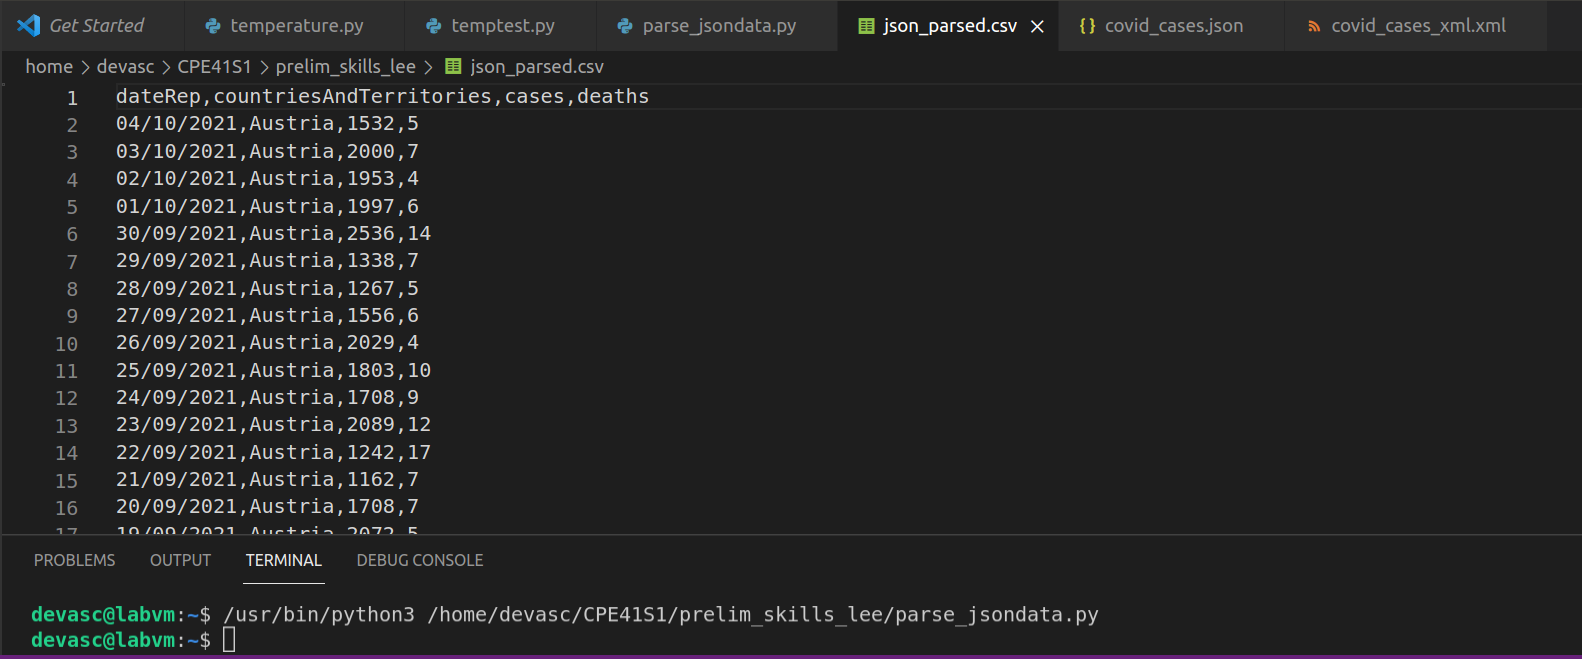 Get Started temperature.py temptest.py parse_jsondata.py json_parsed.csv covid_cases.json covid_cases_xml.xml
home > devasc > CPE41S1 > prelim_skills_lee > json_parsed.csv
1 dateRep,countriesAndTerritories,cases,deaths
2 04/10/2021,Austria,1532,5
3 03/10/2021,Austria,2000,7
4 02/10/2021,Austria,1953,4
5 01/10/2021,Austria,1997,6
6 30/09/2021,Austria,2536,14
7 29/09/2021,Austria,1338,7
8 28/09/2021,Austria,1267,5
9 27/09/2021,Austria,1556,6
10 26/09/2021,Austria,2029,4
11 25/09/2021,Austria,1803,10
12 24/09/2021,Austria,1708,9
13 23/09/2021,Austria,2089,12
14 22/09/2021,Austria,1242,17
15 21/09/2021,Austria,1162,7
16 20/09/2021,Austria,1708,7
17 19/09/2021,Austria,2072,5
PROBLEMS OUTPUT TERMINAL DEBUG CONSOLE
devasc@labvm:~$ /usr/bin/python3 /home/devasc/CPE41S1/prelim_skills_lee/parse_jsondata.py
devasc@labvm:~$